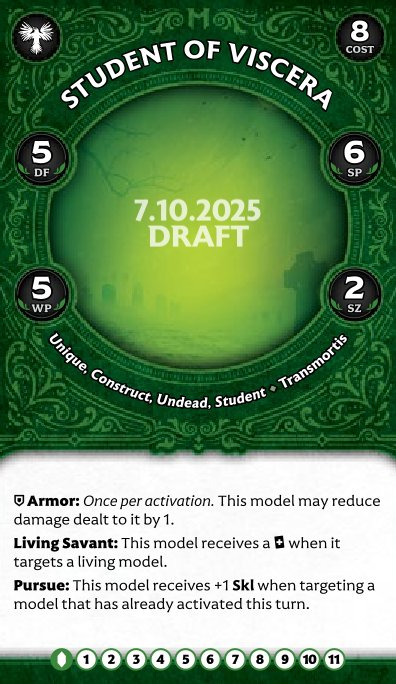 8
COST
STUDENT OF VISCERA
5
DF
6
SP
7.10.2025
DRAFT
5
WP
2
SZ
Unique, Construct, Undead, Student • Transmortis
Armor: Once per activation. This model may reduce
damage dealt to it by 1.
Living Savant: This model receives a when it
targets a living model.
Pursue: This model receives +1 Skl when targeting a
model that has already activated this turn.
1 2 3 4 5 6 7 8 9 10 11